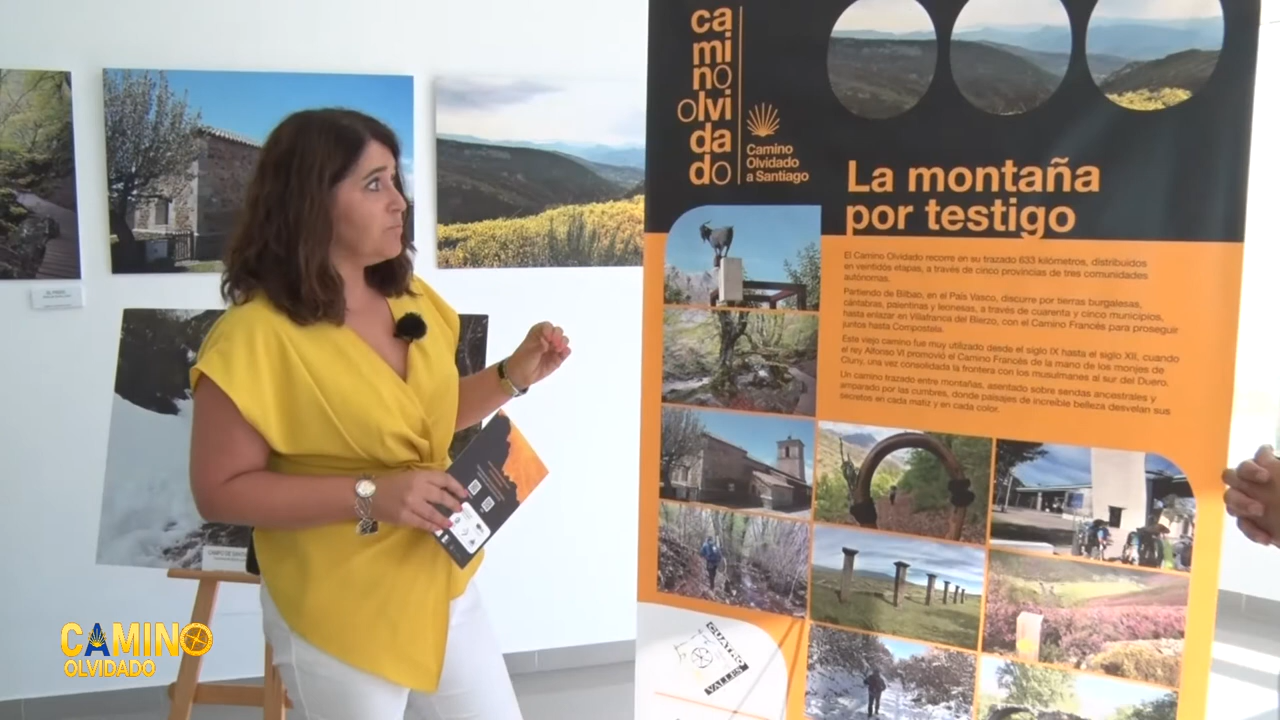 ca
mi
no
olvi
da
do
Camino
Olvidado
a Santiago
La montaña
por testigo
El Camino Olvidado recorre en su trazado 633 kilómetros, distribuidos
en veintidós etapas, a través de cinco provincias de tres comunidades
autónomas.
Partiendo de Bilbao, en el País Vasco, discurre por tierras burgalesas,
cántabras, palentinas y leonesas, a través de cuarenta y cinco municipios,
hasta enlazar en Villafranca del Bierzo, con el Camino Francés para proseguir
juntos hasta Compostela.
Este viejo camino fue muy utilizado desde el siglo IX hasta el siglo XII, cuando
el rey Alfonso VI promovió el Camino Francés de la mano de los monjes de
Cluny, una vez consolidada la frontera con los musulmanes al sur del Duero.
Un camino trazado entre montañas, asentado sobre sendas ancestrales y
amparado por las cumbres, donde paisajes de increíble belleza desvelan sus
secretos en cada matiz y en cada color.
CUATRO
VALLES
CAMINO
OLVIDADO